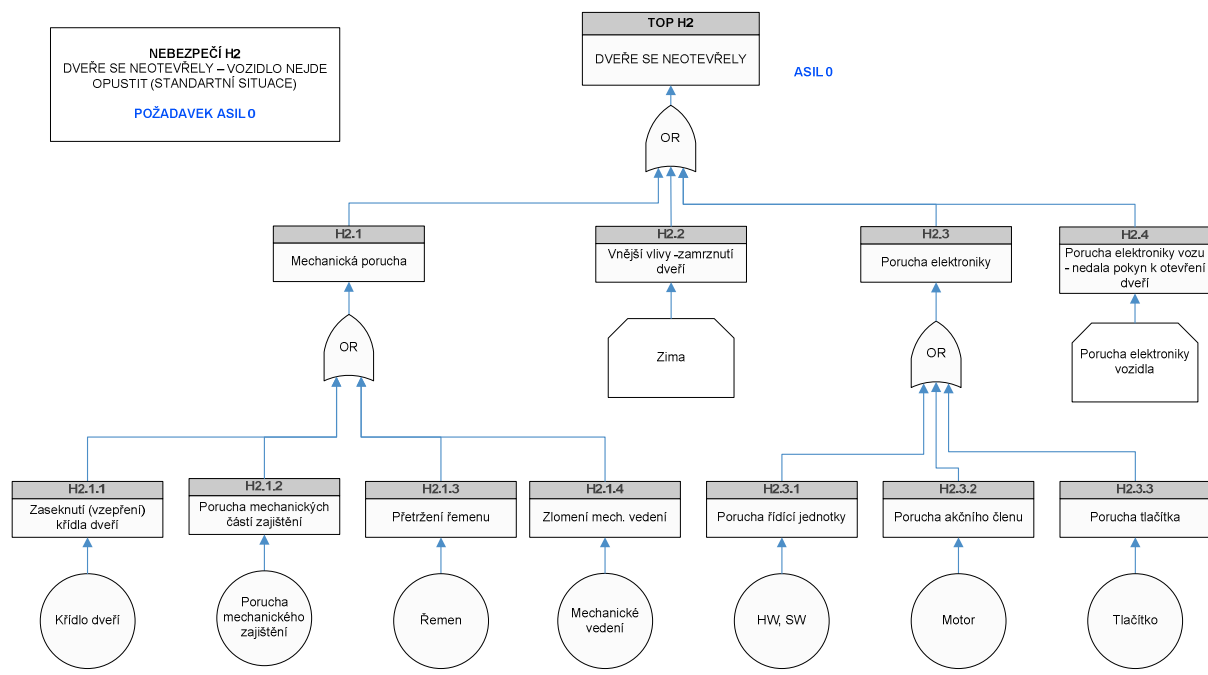 NEBEZPEČÍ H2
DVEŘE SE NEOTEVŘELY – VOZIDLO NEJDE
OPUSTIT (STANDARTNÍ SITUACE)
POŽADAVEK ASIL 0
TOP H2
DVEŘE SE NEOTEVŘELY
ASIL 0
OR
H2.1
Mechanická porucha
H2.2
Vnější vlivy -zamrznutí
dveří
H2.3
Porucha elektroniky
H2.4
Porucha elektroniky vozu
- nedala pokyn k otevření
dveří
OR
Zima
OR
Porucha elektroniky
vozidla
H2.1.1
Zaseknutí (vzepření)
křídla dveří
H2.1.2
Porucha mechanických
částí zajištění
H2.1.3
Přetržení řemenu
H2.1.4
Zlomení mech. vedení
H2.3.1
Porucha řídící jednotky
H2.3.2
Porucha akčního členu
H2.3.3
Porucha tlačítka
Křídlo dveří
Porucha
mechanického
zajištění
Řemen
Mechanické
vedení
HW, SW
Motor
Tlačítko